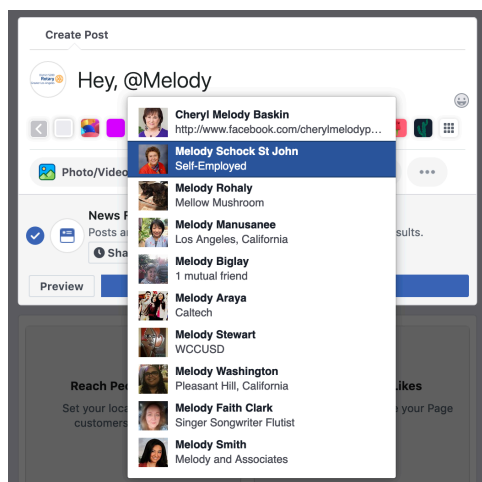 Create Post
Rotary
Hey, @Melody
Cheryl Melody Baskin
http://www.facebook.com/cherylmelodyp...
Melody Schock St John
Self-Employed
Photo/Video
Melody Rohaly
Mellow Mushroom
News F
Melody Manusanee
Posts a
Los Angeles, California
sults.
Sha
Melody Biglay
1 mutual friend
Preview
Melody Araya
Caltech
Melody Stewart
WCCUSD
Melody Washington
Reach Pe
Pleasant Hill, California
Likes
Set your loca
Melody Faith Clark
your Page
customers
Singer Songwriter Flutist
Melody Smith
Melody and Associates